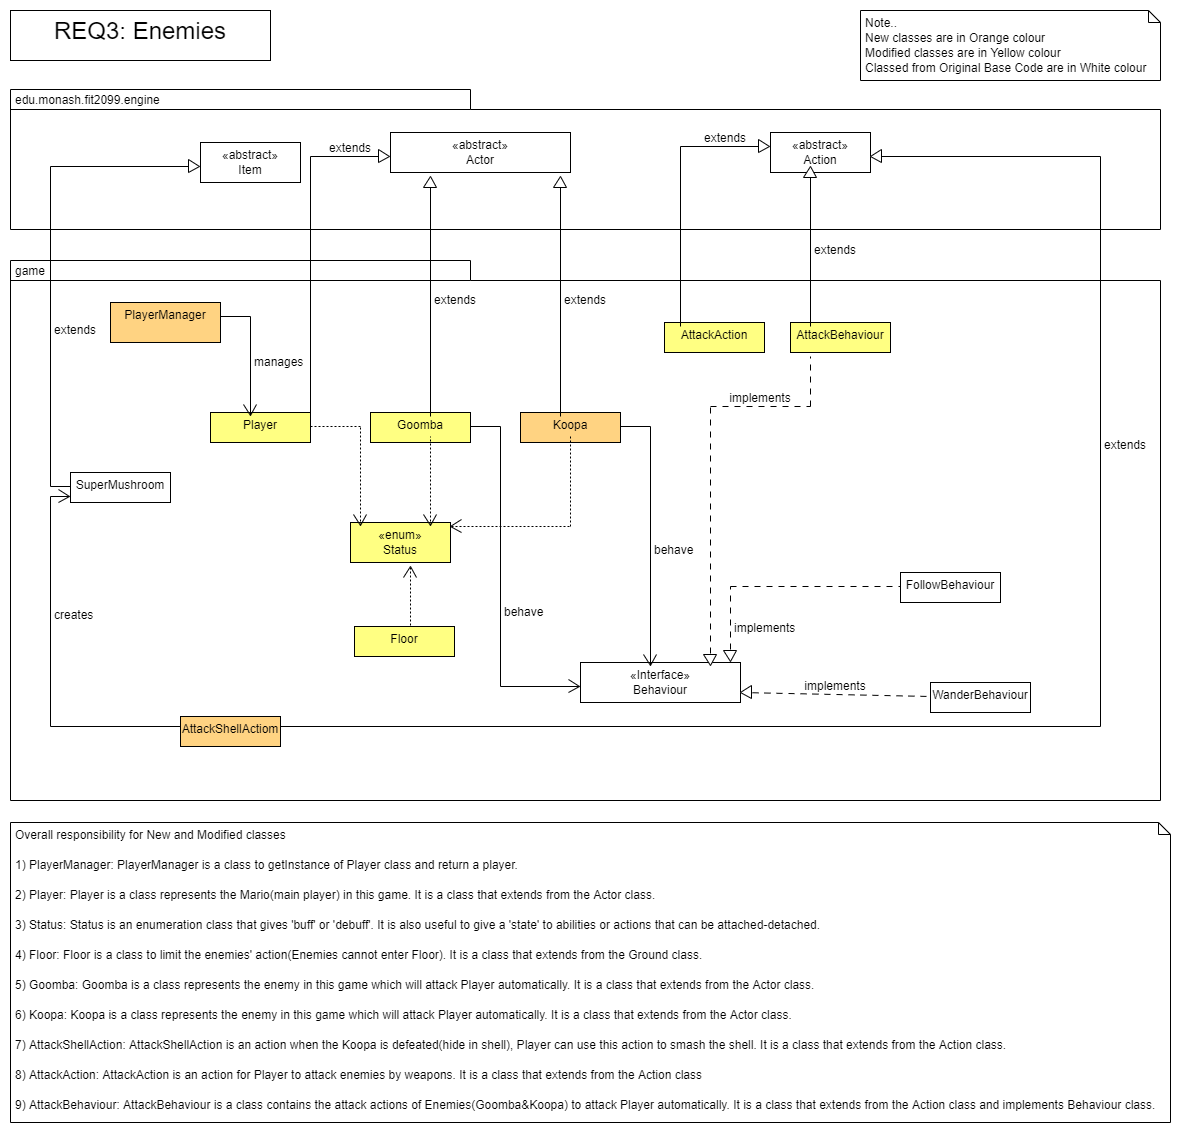 REQ3: Enemies
Note..
New classes are in Orange colour
Modified classes are in Yellow colour
Classed from Original Base Code are in White colour
edu.monash.fit2099.engine
«abstract»
Item
extends
«abstract»
Actor
extends
«abstract»
Action
extends
game
extends
extends
extends
PlayerManager
manages
AttackAction
AttackBehaviour
implements
Player
Goomba
Koopa
extends
SuperMushroom
«enum»
Status
behave
FollowBehaviour
creates
behave
implements
Floor
«Interface»
Behaviour
implements
WanderBehaviour
AttackShellActiom
Overall responsibility for New and Modified classes
1) PlayerManager: PlayerManager is a class to getInstance of Player class and return a player.
2) Player: Player is a class represents the Mario(main player) in this game. It is a class that extends from the Actor class.
3) Status: Status is an enumeration class that gives 'buff' or 'debuff'. It is also useful to give a 'state' to abilities or actions that can be attached-detached.
4) Floor: Floor is a class to limit the enemies' action(Enemies cannot enter Floor). It is a class that extends from the Ground class.
5) Goomba: Goomba is a class represents the enemy in this game which will attack Player automatically. It is a class that extends from the Actor class.
6) Koopa: Koopa is a class represents the enemy in this game which will attack Player automatically. It is a class that extends from the Actor class.
7) AttackShellAction: AttackShellAction is an action when the Koopa is defeated(hide in shell), Player can use this action to smash the shell. It is a class that extends from the Action class.
8) AttackAction: AttackAction is an action for Player to attack enemies by weapons. It is a class that extends from the Action class
9) AttackBehaviour: AttackBehaviour is a class contains the attack actions of Enemies(Goomba&Koopa) to attack Player automatically. It is a class that extends from the Action class and implements Behaviour class.